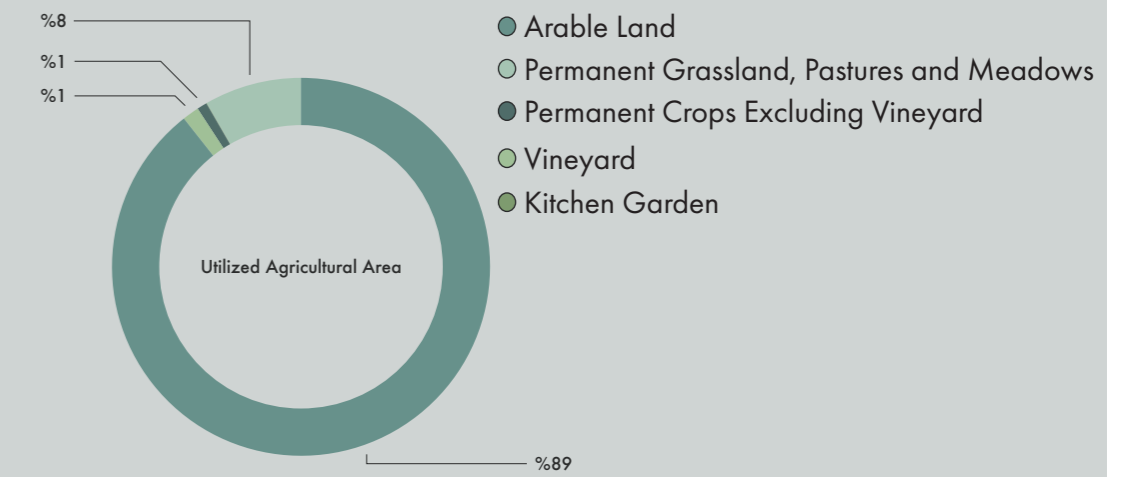 %8
%1
%1
Utilized Agricultural Area
%89
Arable Land
Permanent Grassland, Pastures and Meadows
Permanent Crops Excluding Vineyard
Vineyard
Kitchen Garden